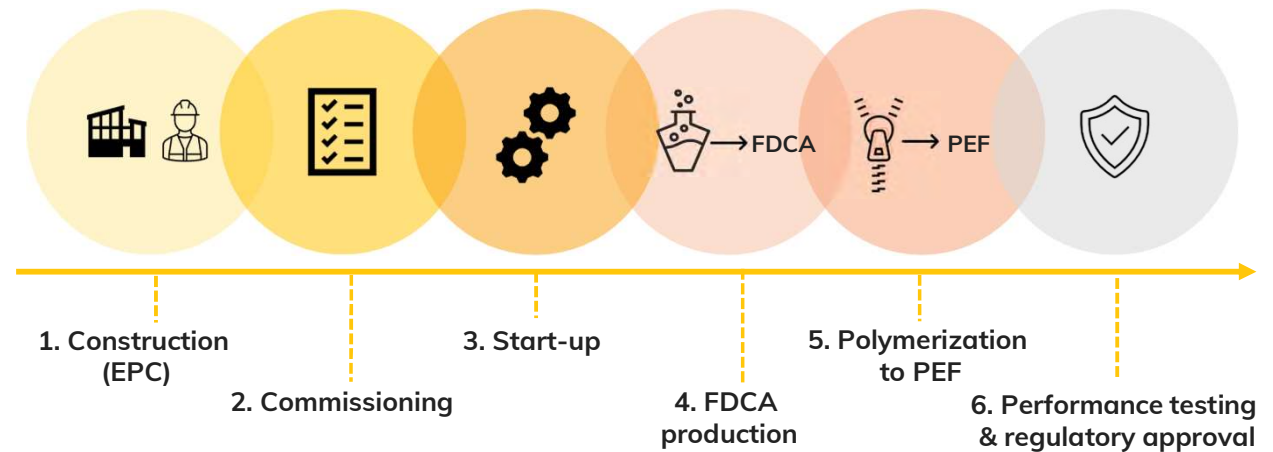 FDCA
PEF
1. Construction
(EPC)
2. Commissioning
3. Start-up
4. FDCA
production
5. Polymerization
to PEF
6. Performance testing
& regulatory approval